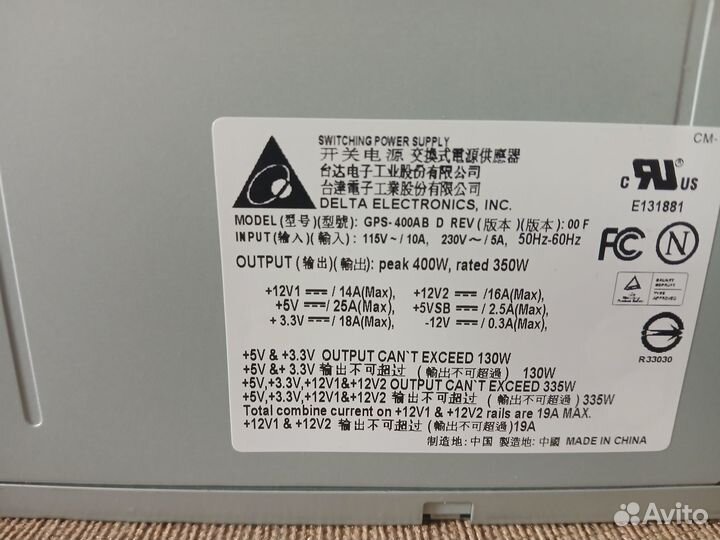 CM-
SWITCHING POWER SUPPLY
开关电源 交換式電源供應器
台达电子工业股份有限公司
台達電子工業股份有限公司
DELTA ELECTRONICS, INC.
MODEL(型号)(型號): GPS-400AB D REV(版本)(版本):00F
INPUT(输入)(輸入): 115V~/10A, 230V~/5A, 50Hz-60Hz
OUTPUT(输出)(輸出): peak 400W, rated 350W
+12V1 ⎓/14A(Max), +12V2 ⎓/16A(Max),
+5V ⎓/25A(Max), +5VSB ⎓/2.5A(Max),
+3.3V ⎓/18A(Max), -12V ⎓/0.3A(Max),
+5V & +3.3V OUTPUT CAN'T EXCEED 130W
+5V & +3.3V 输出不可超过 (輸出不可超過) 130W
+5V,+3.3V,+12V1&+12V2 OUTPUT CAN'T EXCEED 335W
+5V,+3.3V,+12V1&+12V2 输出不可超过 (輸出不可超過) 335W
Total combine current on +12V1 & +12V2 rails are 19A MAX.
+12V1 & +12V2 输出不可超过(輸出不可超過)19A
制造地:中国 製造地:中國 MADE IN CHINA
C RU US
E131881
FC N
R33030
Avito